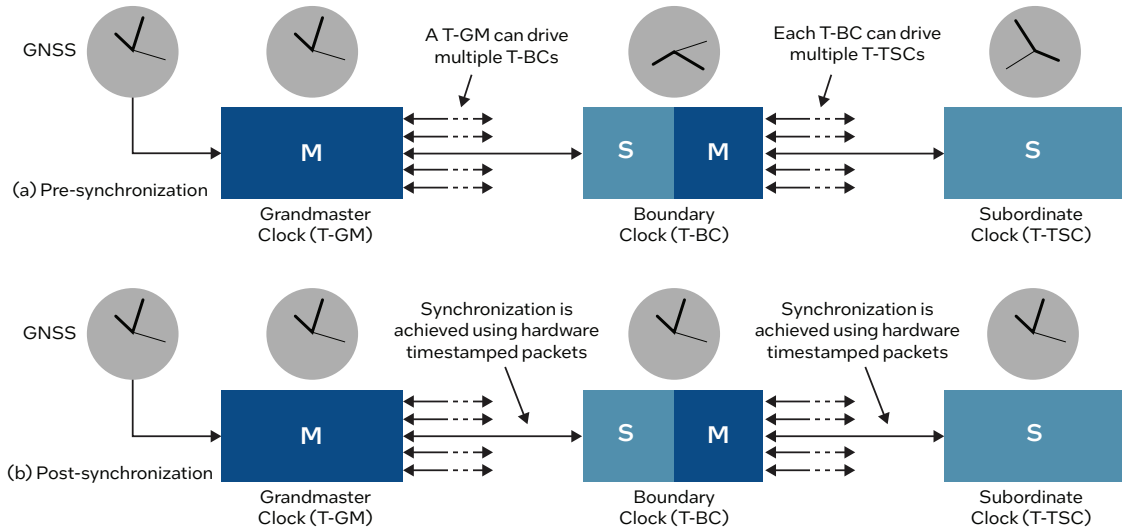 GNSS
A T-GM can drive
multiple T-BCs
Each T-BC can drive
multiple T-TSCs
M
S
M
S
(a) Pre-synchronization
Grandmaster
Clock (T-GM)
Boundary
Clock (T-BC)
Subordinate
Clock (T-TSC)
GNSS
Synchronization is
achieved using hardware
timestamped packets
Synchronization is
achieved using hardware
timestamped packets
M
S
M
S
(b) Post-synchronization
Grandmaster
Clock (T-GM)
Boundary
Clock (T-BC)
Subordinate
Clock (T-TSC)